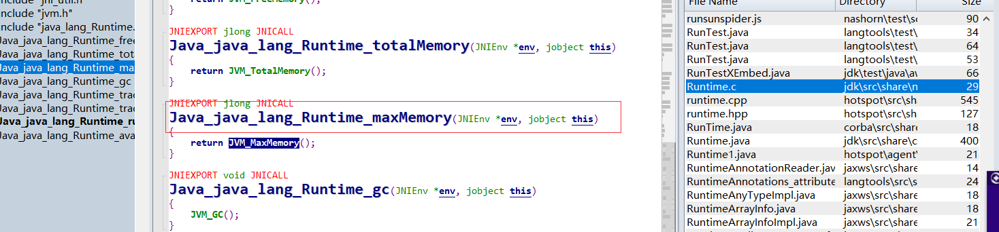 include "jni_util.h"
include "jvm.h"
include "java_lang_Runtime.
Java_java_lang_Runtime_free
Java_java_lang_Runtime_tota
Java_java_lang_Runtime_max
Java_java_lang_Runtime_gc
Java_java_lang_Runtime_trac
Java_java_lang_Runtime_trac
Java_java_lang_Runtime_ru
Java_java_lang_Runtime_ava
return JVM_FreeMemory();
}
JNIEXPORT jlong JNICALL
Java_java_lang_Runtime_totalMemory(JNIEnv *env, jobject this)
{
return JVM_TotalMemory();
}
JNIEXPORT jlong JNICALL
Java_java_lang_Runtime_maxMemory(JNIEnv *env, jobject this)
{
return JVM_MaxMemory();
}
JNIEXPORT void JNICALL
Java_java_lang_Runtime_gc(JNIEnv *env, jobject this)
{
JVM_GC();
}
File Name Directory Size
runsunspider.js nashorn\test\sc 90
RunTest.java langtools\test\ 34
RunTest.java langtools\test\ 64
RunTest.java langtools\test\ 53
RunTestXEmbed.java jdk\test\java\a 66
Runtime.c jdk\src\share\n 29
runtime.cpp hotspot\src\sh 545
runtime.hpp hotspot\src\sh 127
RunTime.java corba\src\share 18
Runtime.java jdk\src\share\c 400
Runtime1.java hotspot\agent\ 21
RuntimeAnnotationReader.jav jaxws\src\share 14
RuntimeAnnotations_attribute langtools\src\s 24
RuntimeAnyTypeImpl.java jaxws\src\share 18
RuntimeArrayInfo.java jaxws\src\share 18
RuntimeArrayInfoImpl.java jaxws\src\share 21